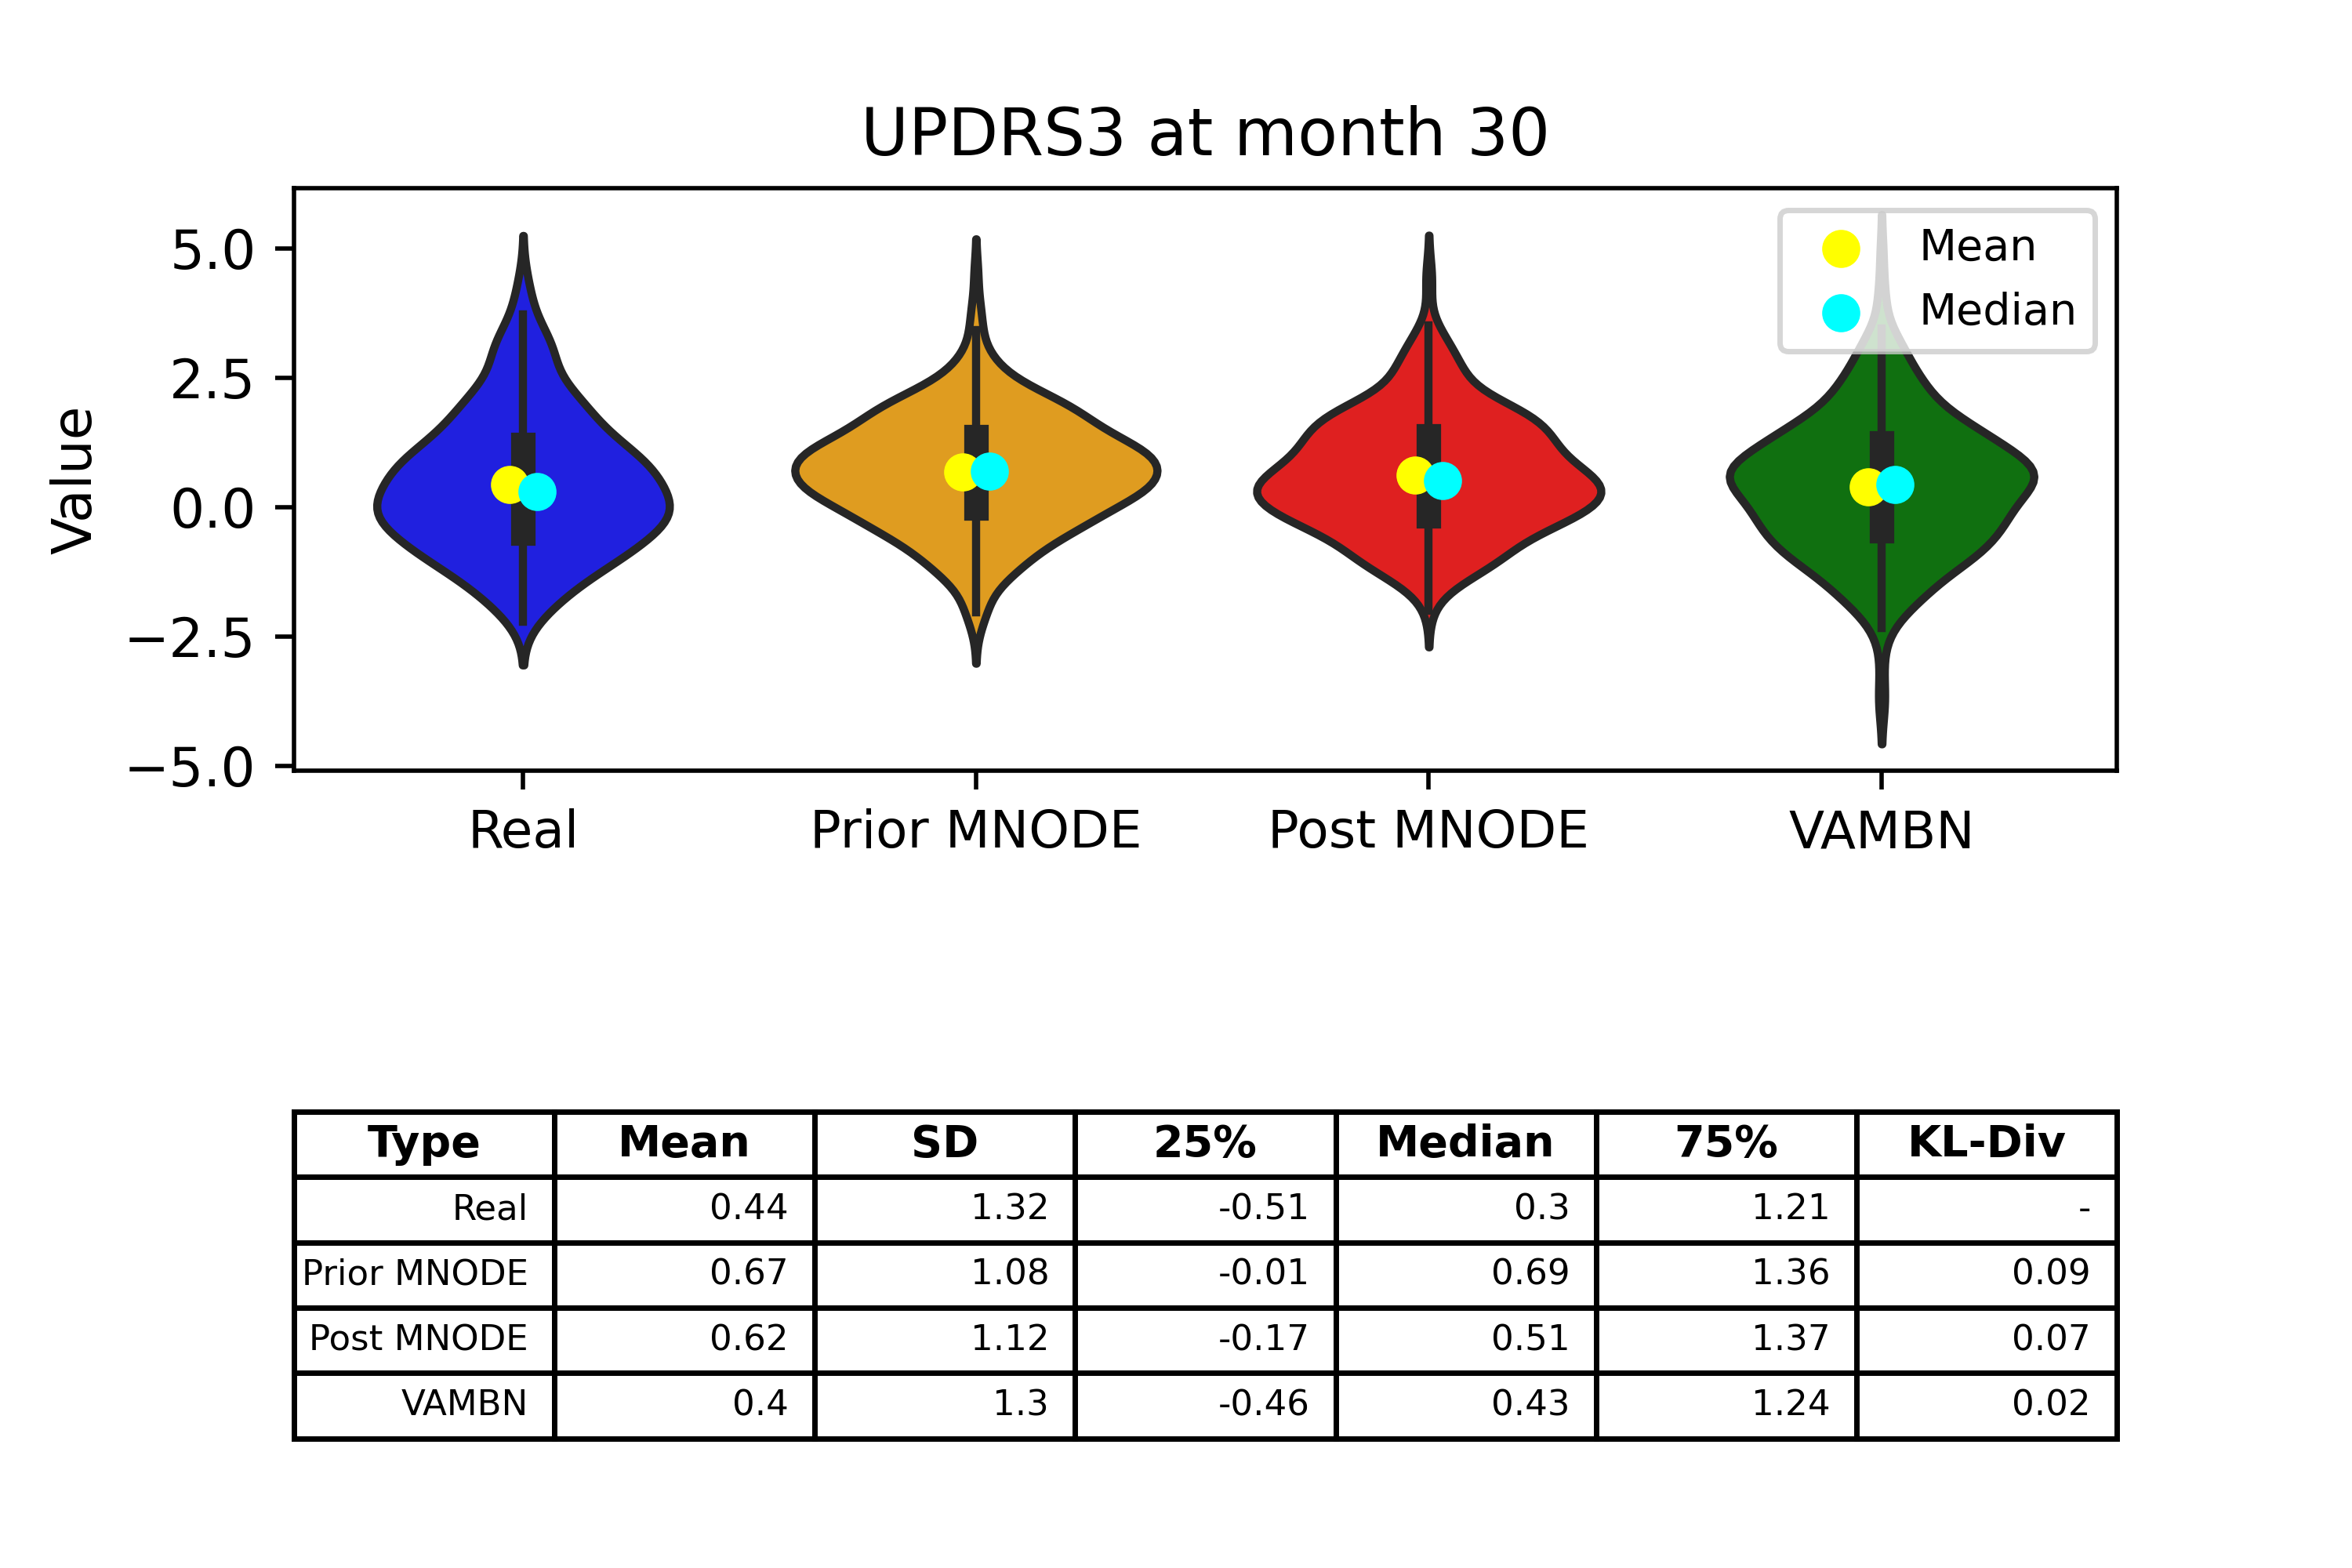 UPDRS3 at month 30
Mean
Median
Value
5.0
2.5
0.0
−2.5
−5.0
Real Prior MNODE Post MNODE VAMBN
Type Mean SD 25% Median 75% KL-Div
Real 0.44 1.32 -0.51 0.3 1.21 -
Prior MNODE 0.67 1.08 -0.01 0.69 1.36 0.09
Post MNODE 0.62 1.12 -0.17 0.51 1.37 0.07
VAMBN 0.4 1.3 -0.46 0.43 1.24 0.02